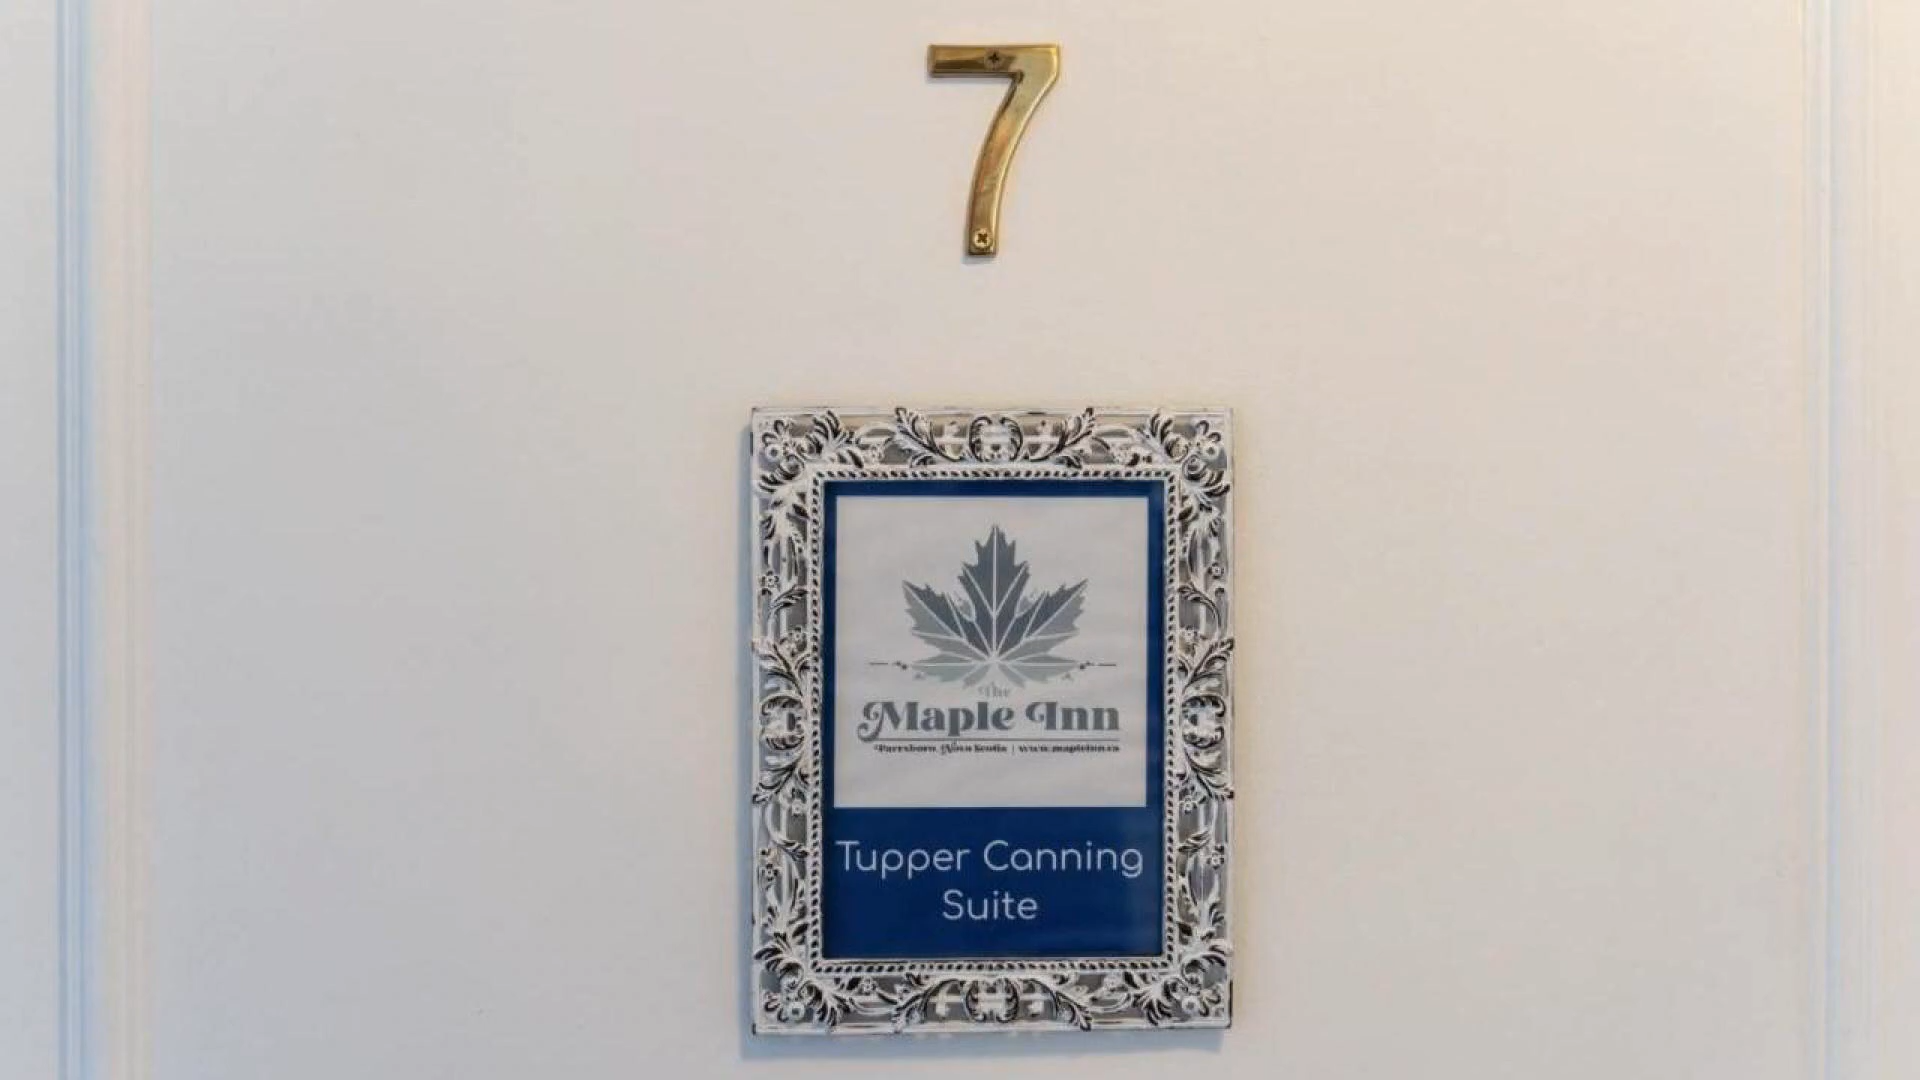 7
The
Maple Inn
Parrsboro, Nova Scotia | www.mapleinn.ca
Tupper Canning
Suite